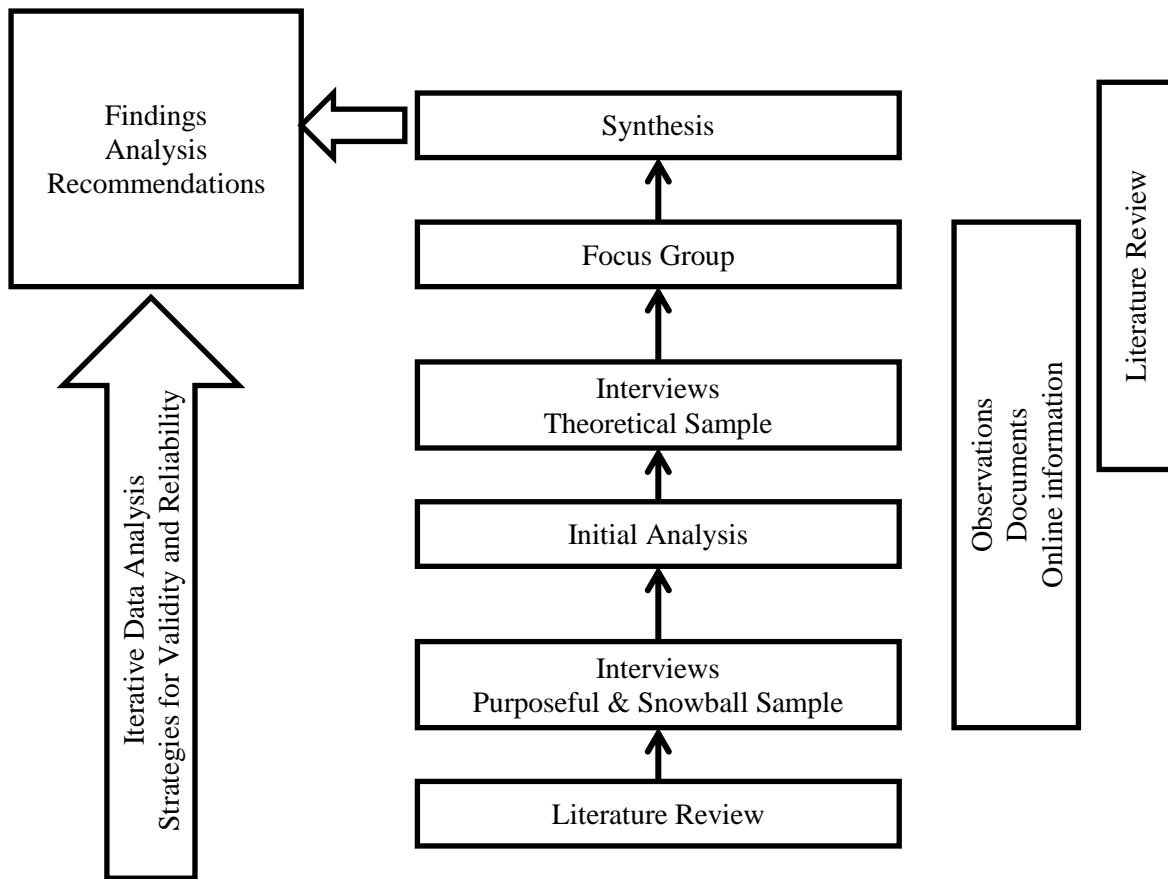 Findings
Analysis
Recommendations
Synthesis
Focus Group
Interviews
Theoretical Sample
Initial Analysis
Interviews
Purposeful & Snowball Sample
Literature Review
Iterative Data Analysis
Strategies for Validity and Reliability
Observations
Documents
Online information
Literature Review